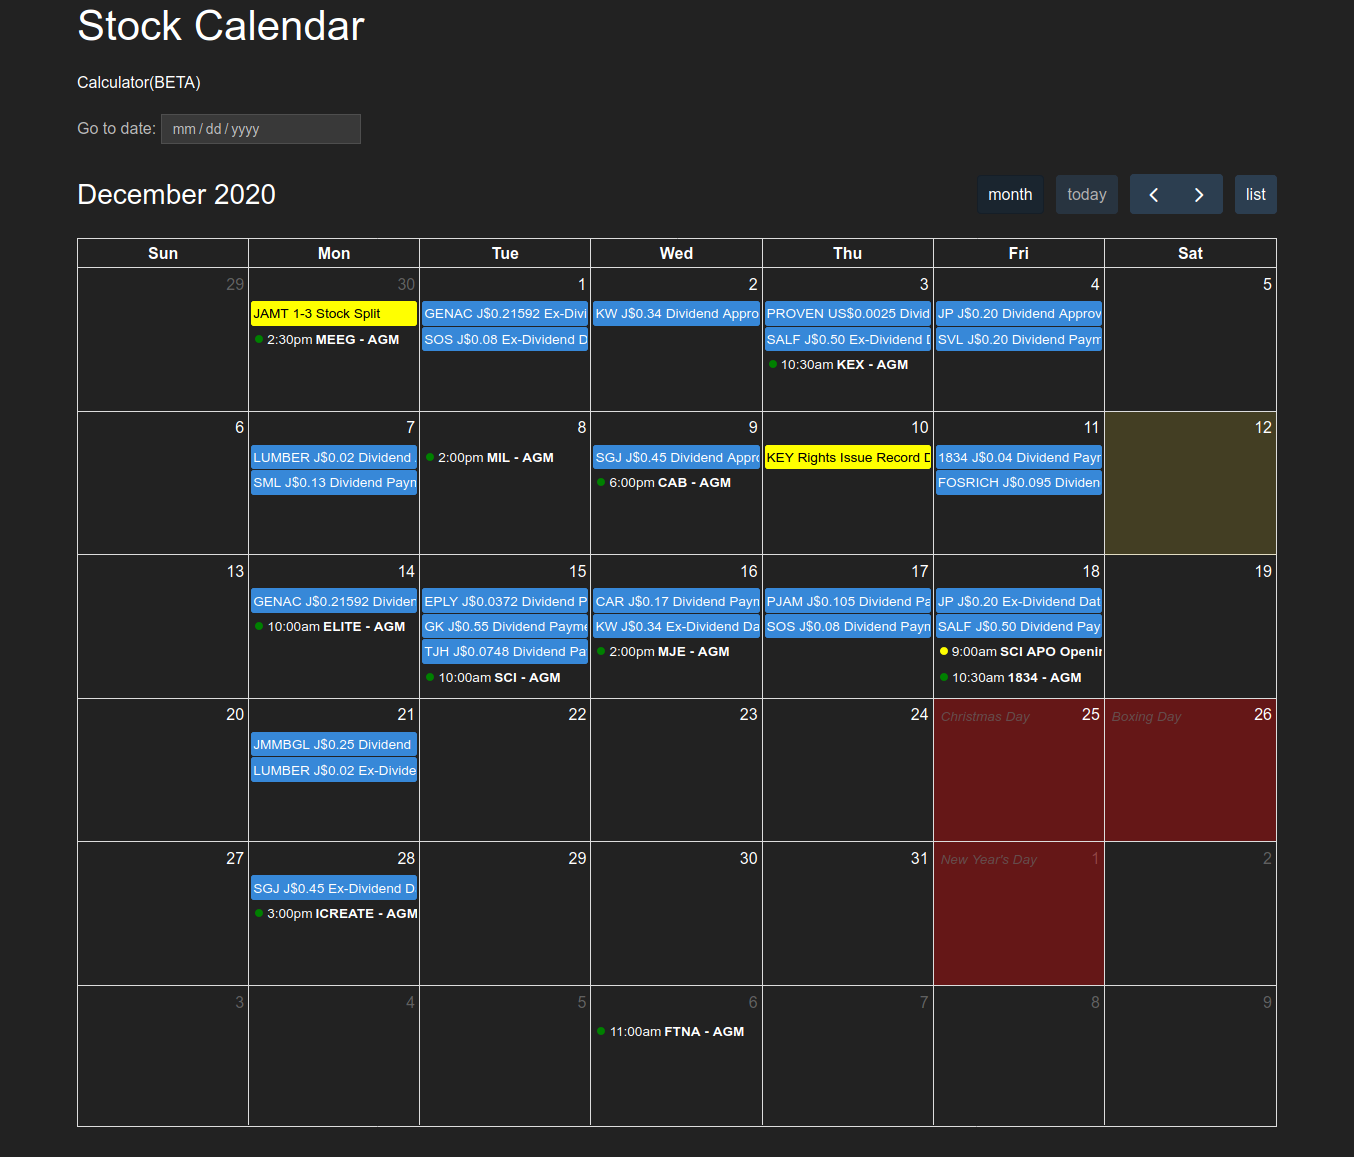 Stock Calendar
Calculator(BETA)
Go to date: mm / dd / yyyy
December 2020
month today list
Sun Mon Tue Wed Thu Fri Sat
29 30 1 2 3 4 5
JAMT 1-3 Stock Split GENAC J$0.21592 Ex-Divi KW J$0.34 Dividend Appro PROVEN US$0.0025 Divid JP J$0.20 Dividend Approv
2:30pm MEEG - AGM SOS J$0.08 Ex-Dividend D SALF J$0.50 Ex-Dividend SVL J$0.20 Dividend Paym
10:30am KEX - AGM
6 7 8 9 10 11 12
LUMBER J$0.02 Dividend 2:00pm MIL - AGM SGJ J$0.45 Dividend Appro KEY Rights Issue Record D 1834 J$0.04 Dividend Payr
SML J$0.13 Dividend Payn 6:00pm CAB - AGM FOSRICH J$0.095 Dividen
13 14 15 16 17 18 19
GENAC J$0.21592 Dividen EPLY J$0.0372 Dividend P CAR J$0.17 Dividend Payn PJAM J$0.105 Dividend Pa JP J$0.20 Ex-Dividend Dat
10:00am ELITE - AGM GK J$0.55 Dividend Payme KW J$0.34 Ex-Dividend Da SOS J$0.08 Dividend Payn SALF J$0.50 Dividend Pay
TJH J$0.0748 Dividend Pa 2:00pm MJE - AGM 9:00am SCI APO Openin
10:00am SCI - AGM 10:30am 1834 - AGM
20 21 22 23 24 Christmas Day 25 Boxing Day 26
JMMBGL J$0.25 Dividend
LUMBER J$0.02 Ex-Divide
27 28 29 30 31 New Year's Day 1 2
SGJ J$0.45 Ex-Dividend D
3:00pm ICREATE - AGM
3 4 5 6 7 8 9
11:00am FTNA - AGM